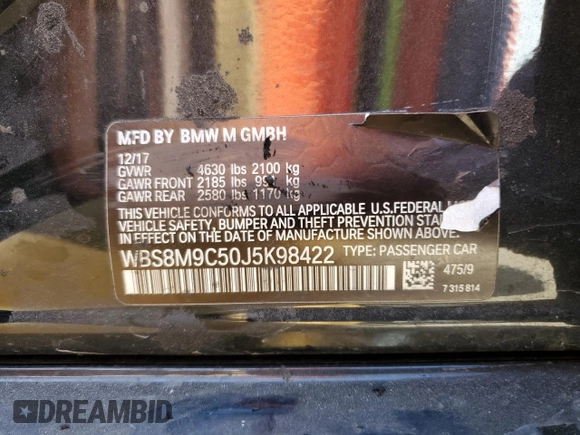 MFD BY BMW M GMBH
12/17
GVWR 4630 lbs 2100 kg
GAWR FRONT 2185 lbs kg
GAWR REAR 2580 lbs 1170 kg
THIS VEHICLE CONFORMS TO ALL APPLICABLE U.S.FEDERAL
VEHICLE SAFETY, BUMPER AND THEFT PREVENTION
IN EFFECT ON THE DATE OF MANUFACTURE SHOWN ABOVE.
WBS8M9C50J5K98422 TYPE: PASSENGER CAR
475/9
7 315 814
DREAMBID